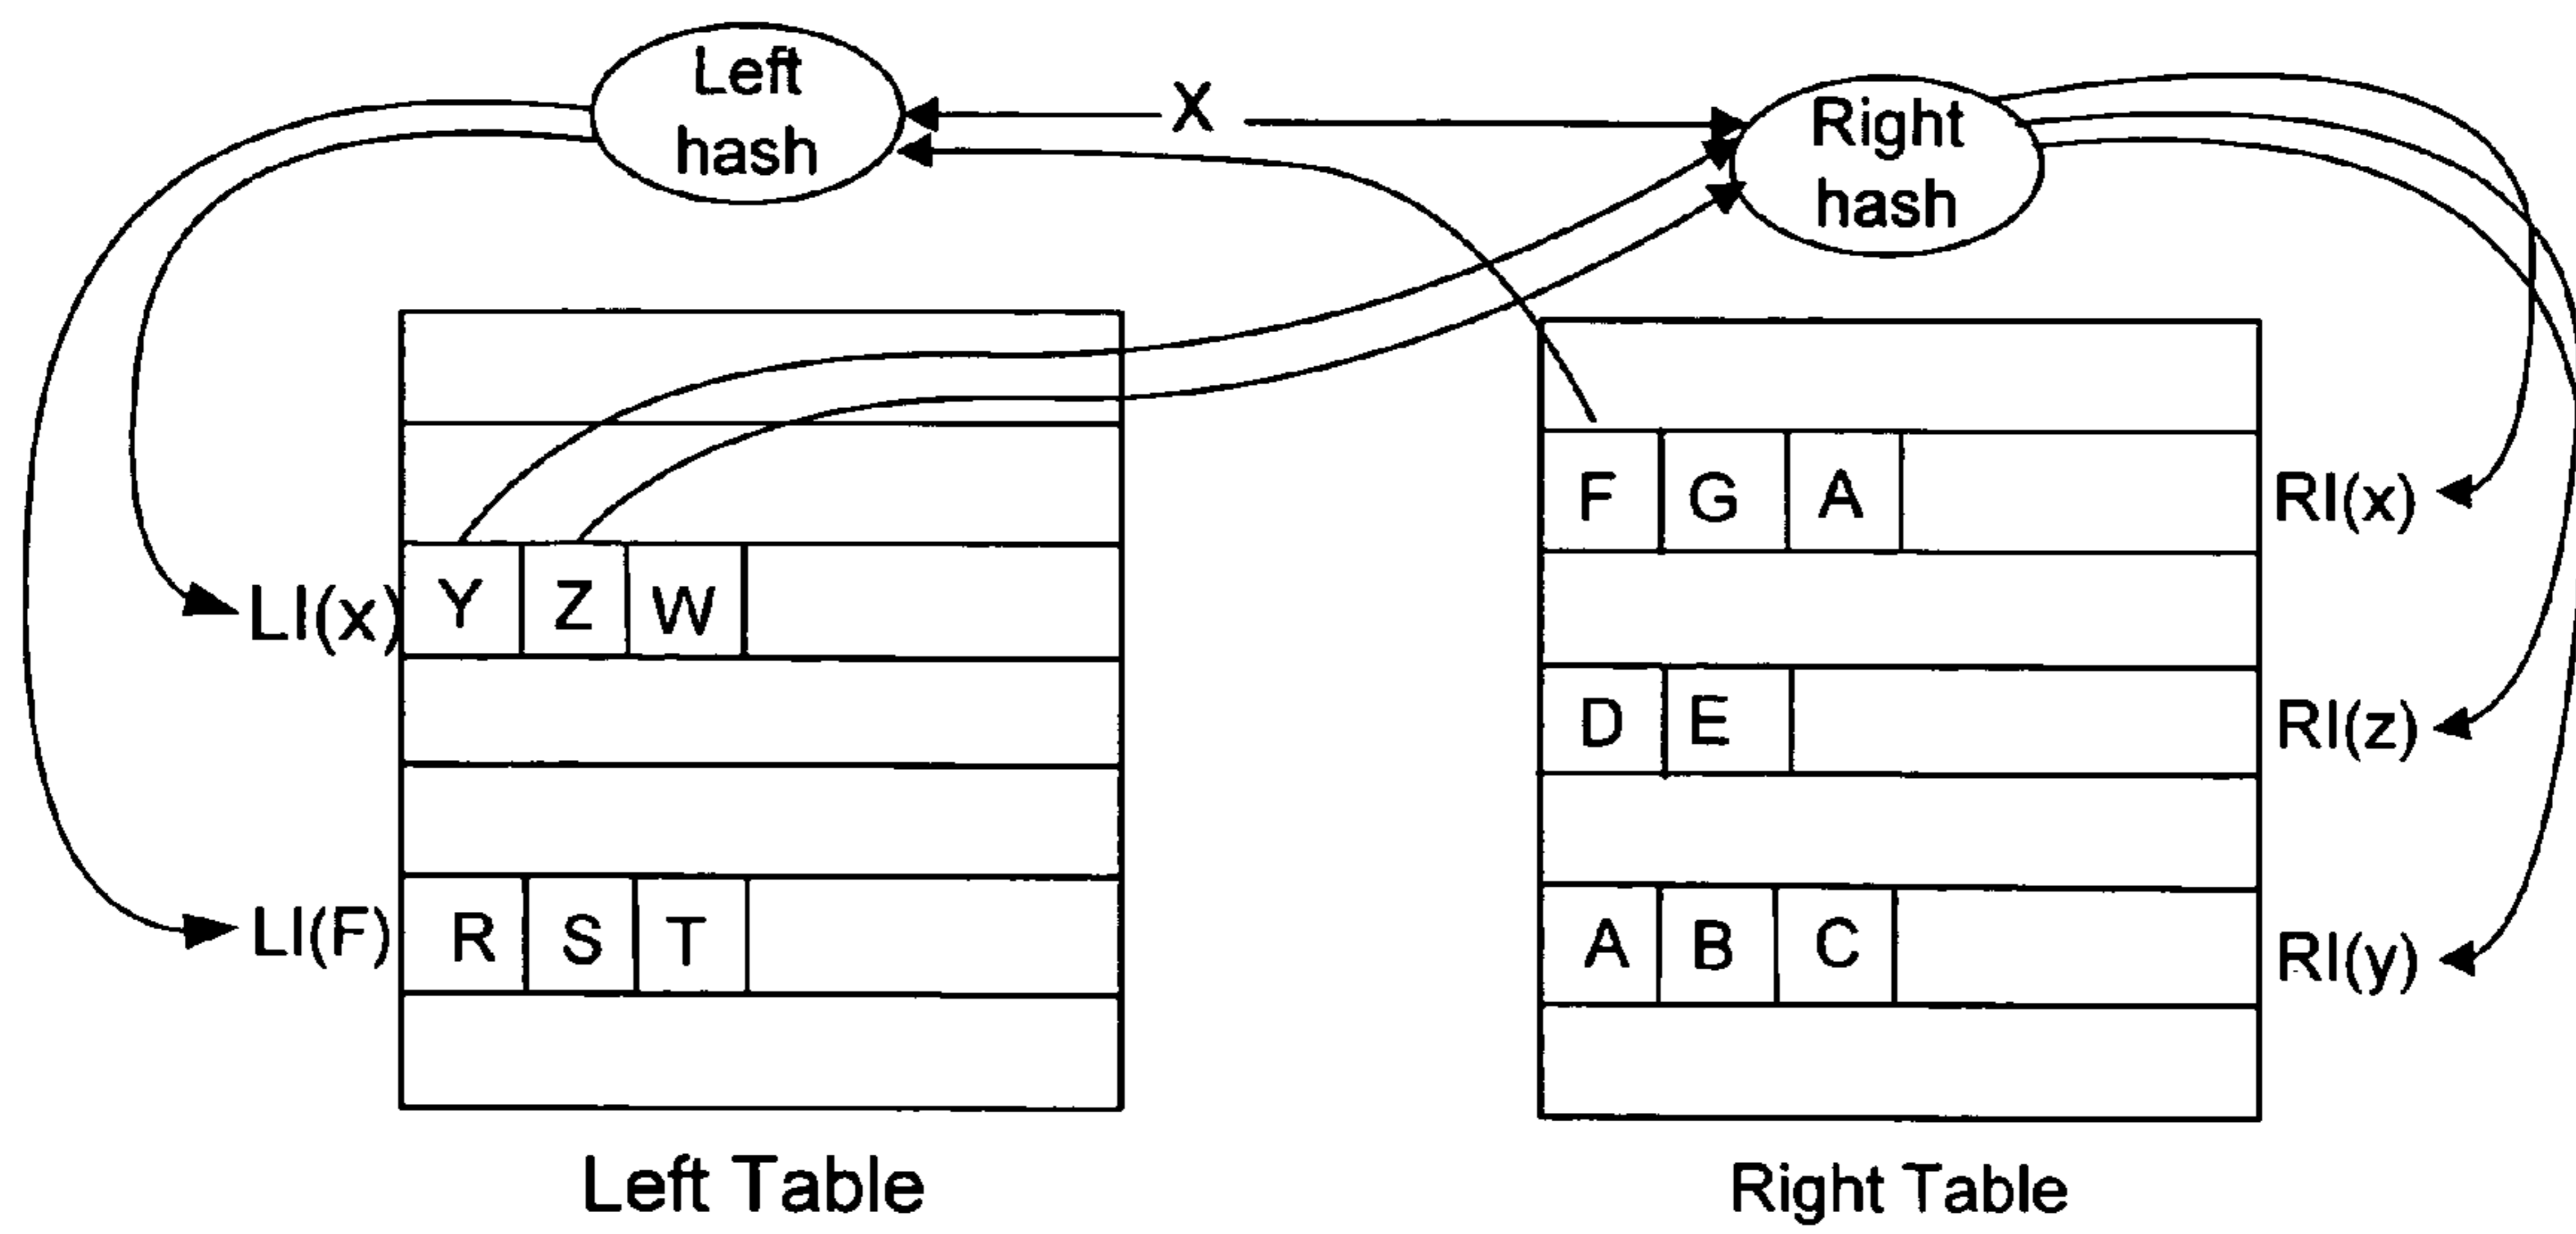 Left
hash
X
Right
hash
F G A
RI(x)
LI(x)
Y Z W
D E
RI(z)
LI(F)
R S T
A B C
RI(y)
Left Table
Right Table